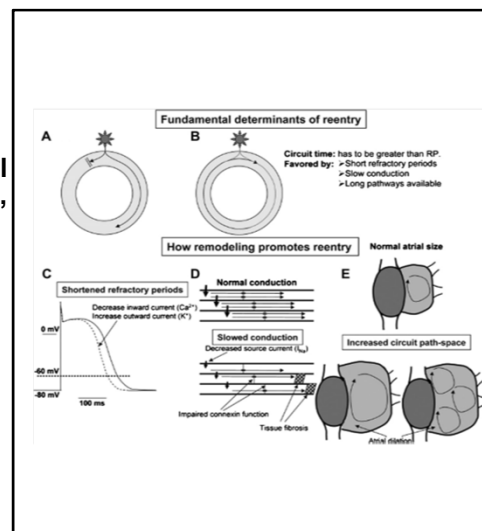 Fundamental determinants of reentry
A
B
Circuit time: has to be greater than RP.
Favored by: ➢Short refractory periods
➢Slow conduction
➢Long pathways available
How remodeling promotes reentry
Normal atrial size
C
Shortened refractory periods
D
Normal conduction
E
Decrease inward current (Ca²⁺)
Increase outward current (K⁺)
0 mV
-60 mV
-80 mV
100 ms
Slowed conduction
Decreased source current (I_Na)
Increased circuit path-space
Impaired connexin function
Tissue fibrosis
Atrial dilation